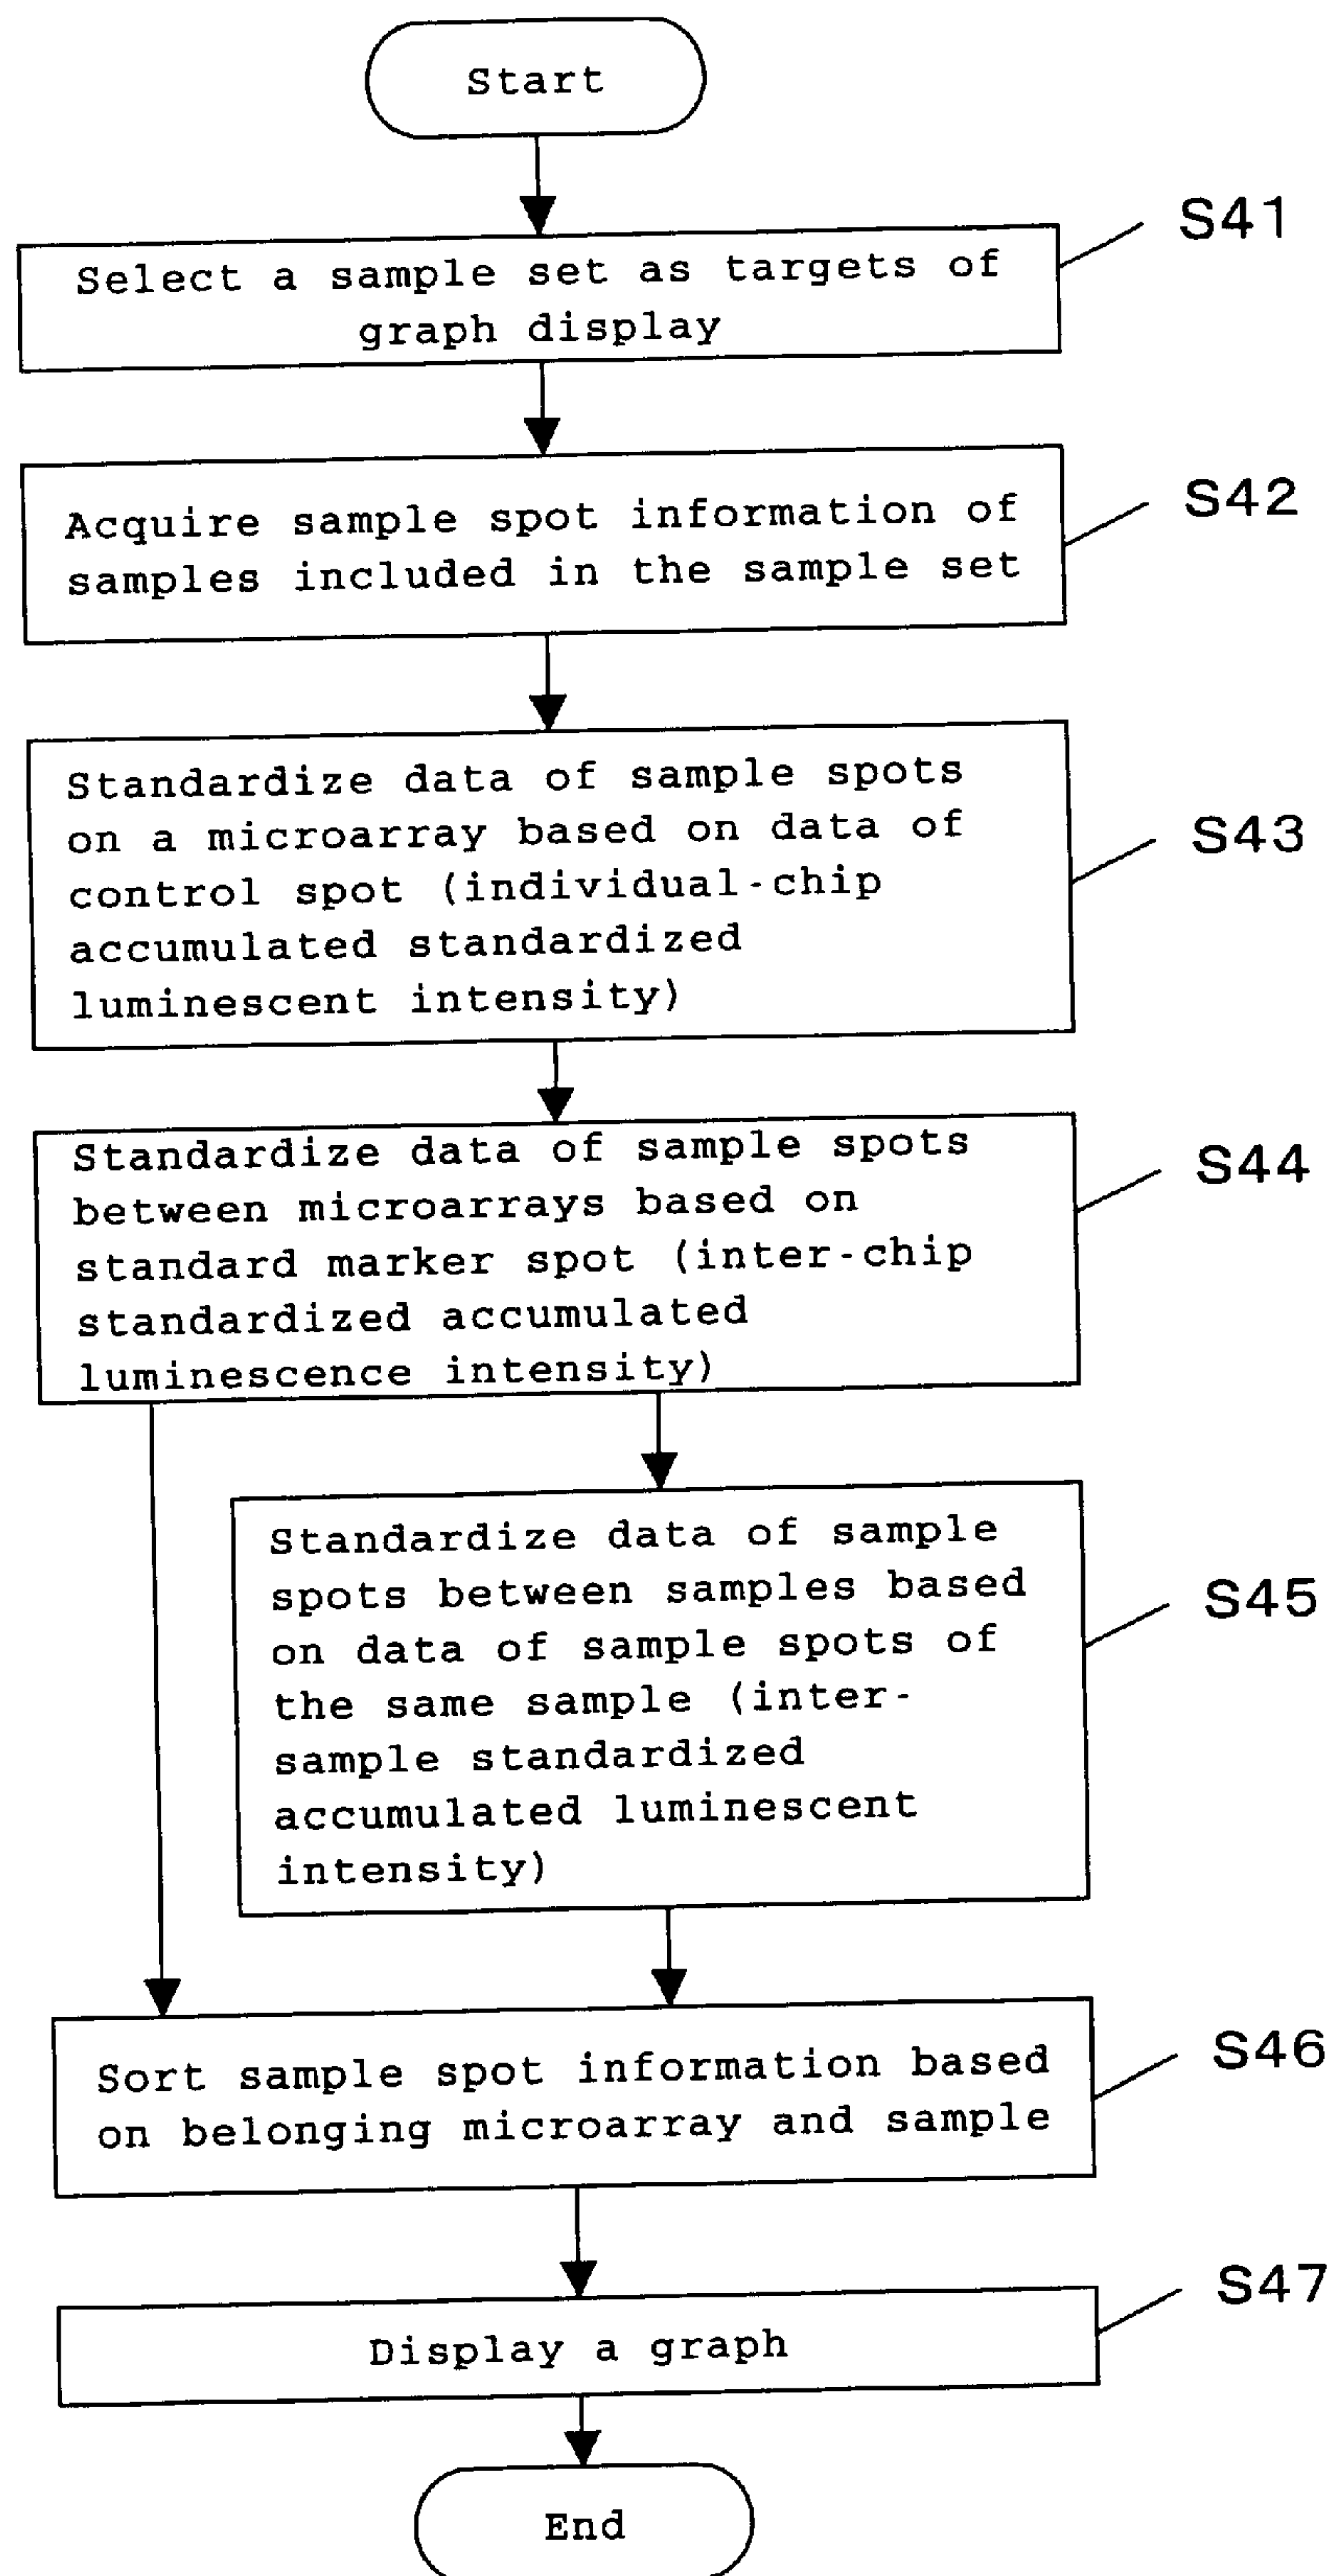 Start
S41
Select a sample set as targets of
graph display
S42
Acquire sample spot information of
samples included in the sample set
S43
Standardize data of sample spots
on a microarray based on data of
control spot (individual-chip
accumulated standardized
luminescent intensity)
S44
Standardize data of sample spots
between microarrays based on
standard marker spot (inter-chip
standardized accumulated
luminescence intensity)
S45
Standardize data of sample
spots between samples based
on data of sample spots of
the same sample (inter-
sample standardized
accumulated luminescent
intensity)
S46
Sort sample spot information based
on belonging microarray and sample
S47
Display a graph
End